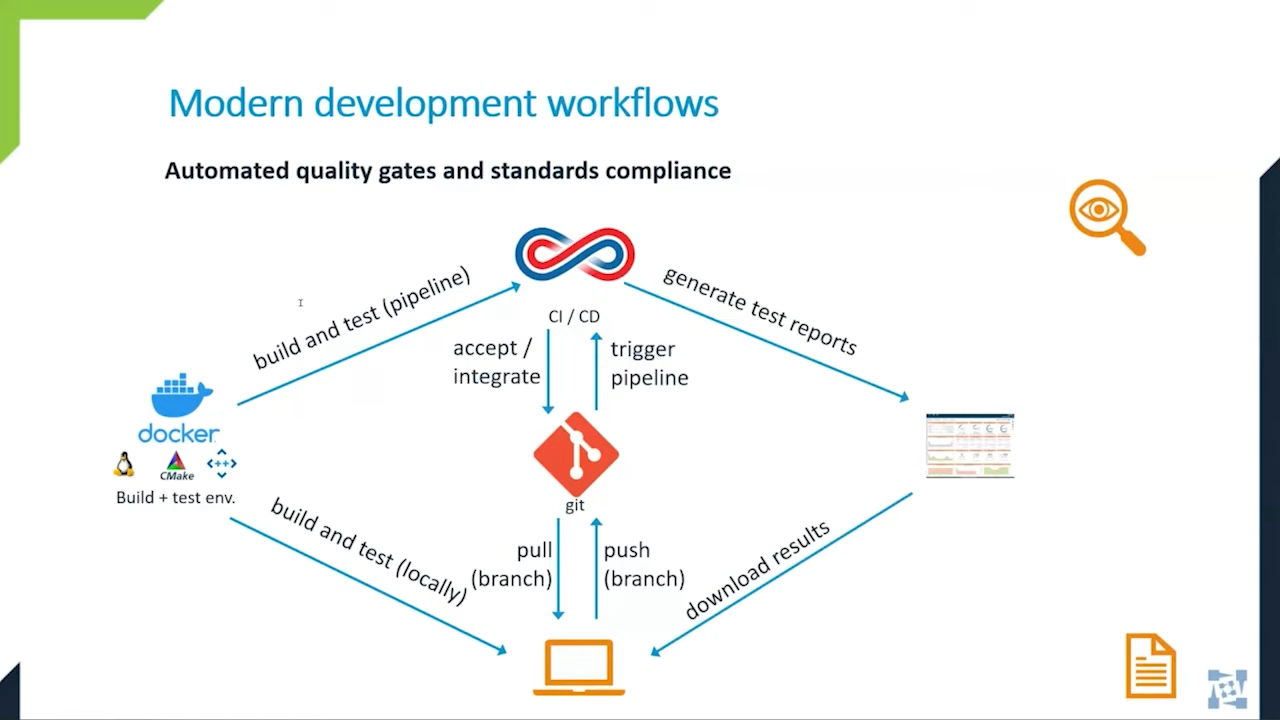 Modern development workflows
Automated quality gates and standards compliance
build and test (pipeline)
generate test reports
CI / CD
accept /
integrate
trigger
pipeline
docker
CMake
++
Build + test env.
git
build and test (locally)
pull
(branch)
push
(branch)
download results